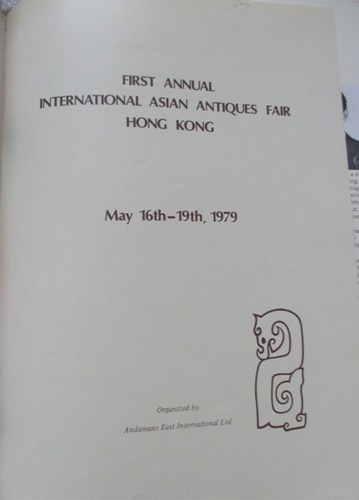 FIRST ANNUAL
INTERNATIONAL ASIAN ANTIQUES FAIR
HONG KONG
May 16th–19th, 1979
Organized by
Andamans East International Ltd